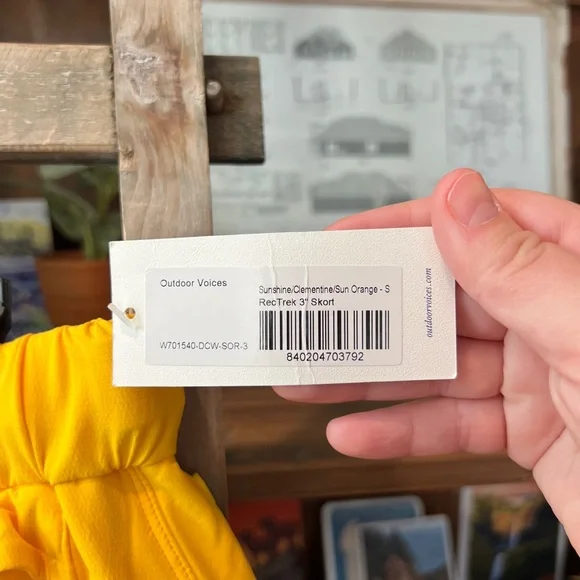 Outdoor Voices
Sunshine/Clementine/Sun Orange - S
RecTrek 3" Skort
W701540-DCW-SOR-3
840204703792
outdoorvoices.com